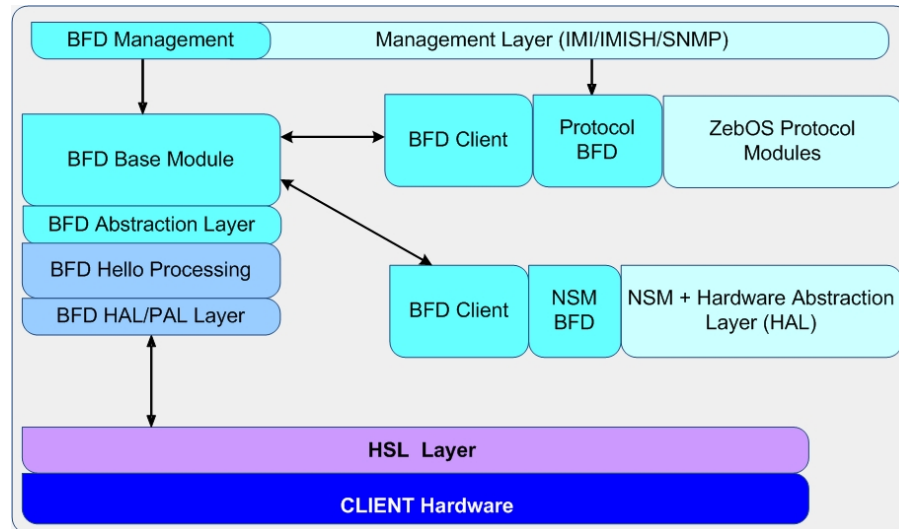 BFD Management
Management Layer (IMI/IMISH/SNMP)
BFD Base Module
BFD Client
Protocol
BFD
ZebOS Protocol
Modules
BFD Abstraction Layer
BFD Hello Processing
BFD HAL/PAL Layer
BFD Client
NSM
BFD
NSM + Hardware Abstraction
Layer (HAL)
HSL Layer
CLIENT Hardware